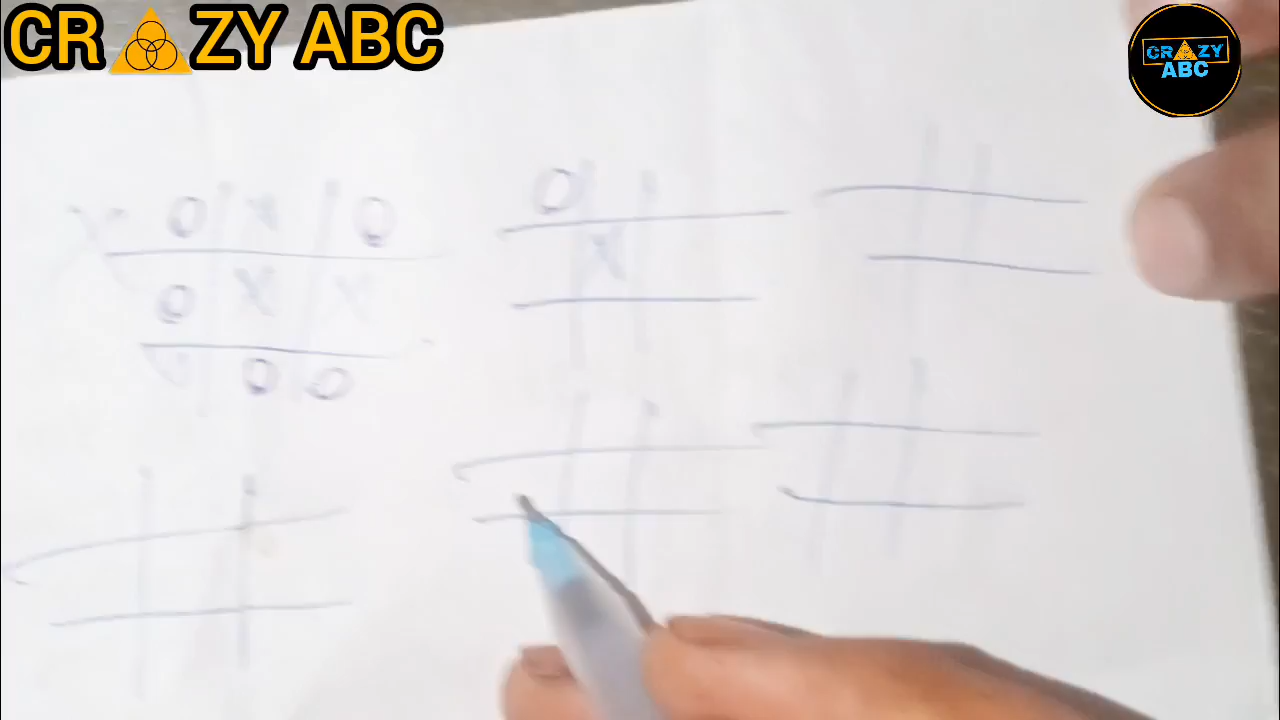 CRAZY ABC
CRAZY
ABC
O X O
O X X
O O
O
X